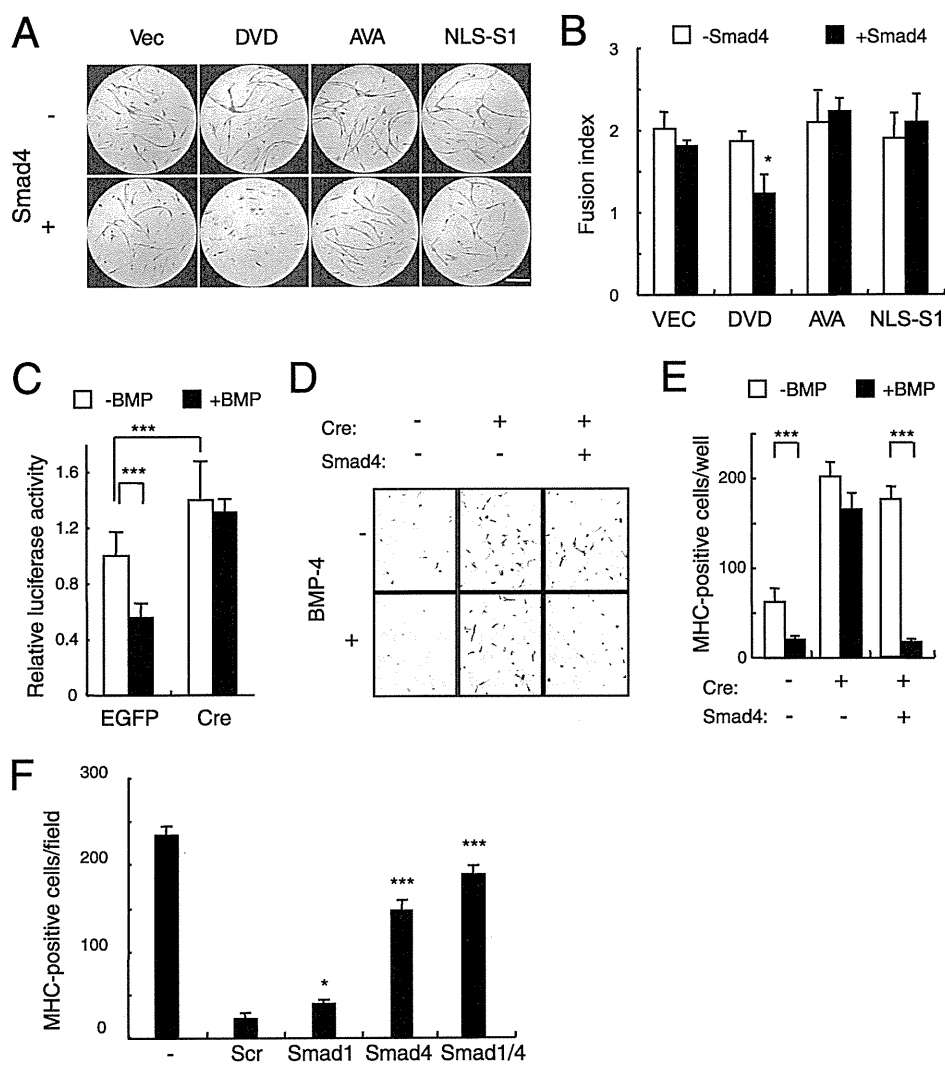 A
Vec DVD AVA NLS-S1
Smad4
-
+
B
-Smad4 +Smad4
Fusion index
3
2
1
0
VEC DVD AVA NLS-S1
*
C
-BMP +BMP
Relative luciferase activity
***
***
1.6
1.2
0.8
0.4
0
EGFP Cre
D
Cre: - + +
Smad4: - - +
BMP-4
-
+
E
-BMP +BMP
MHC-positive cells/well
*** ***
200
100
0
Cre: - + +
Smad4: - - +
F
MHC-positive cells/field
300
200
100
0
* *** ***
- Scr Smad1 Smad4 Smad1/4